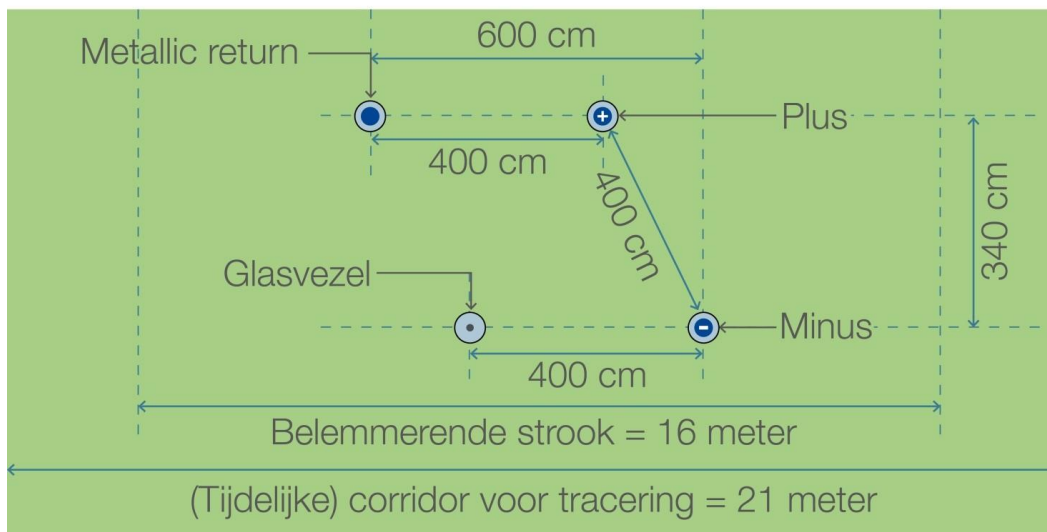 600 cm
Metallic return
+
Plus
400 cm
400 cm
340 cm
Glasvezel
-
Minus
400 cm
Belemmerende strook = 16 meter
(Tijdelijke) corridor voor tracering = 21 meter